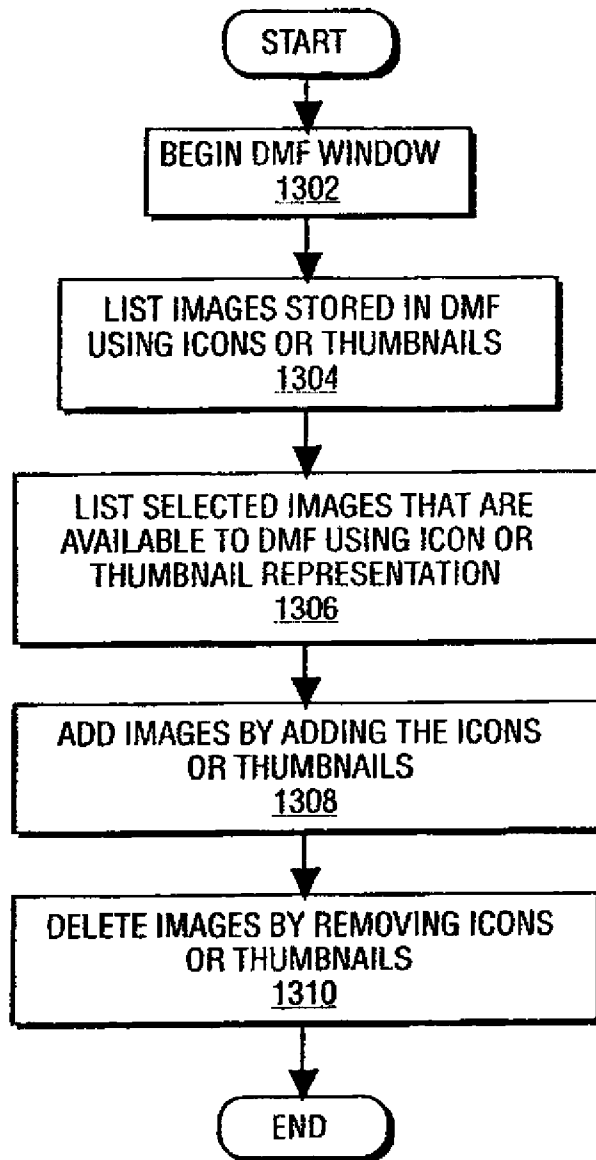 START
BEGIN DMF WINDOW
1302
LIST IMAGES STORED IN DMF
USING ICONS OR THUMBNAILS
1304
LIST SELECTED IMAGES THAT ARE
AVAILABLE TO DMF USING ICON OR
THUMBNAIL REPRESENTATION
1306
ADD IMAGES BY ADDING THE ICONS
OR THUMBNAILS
1308
DELETE IMAGES BY REMOVING ICONS
OR THUMBNAILS
1310
END